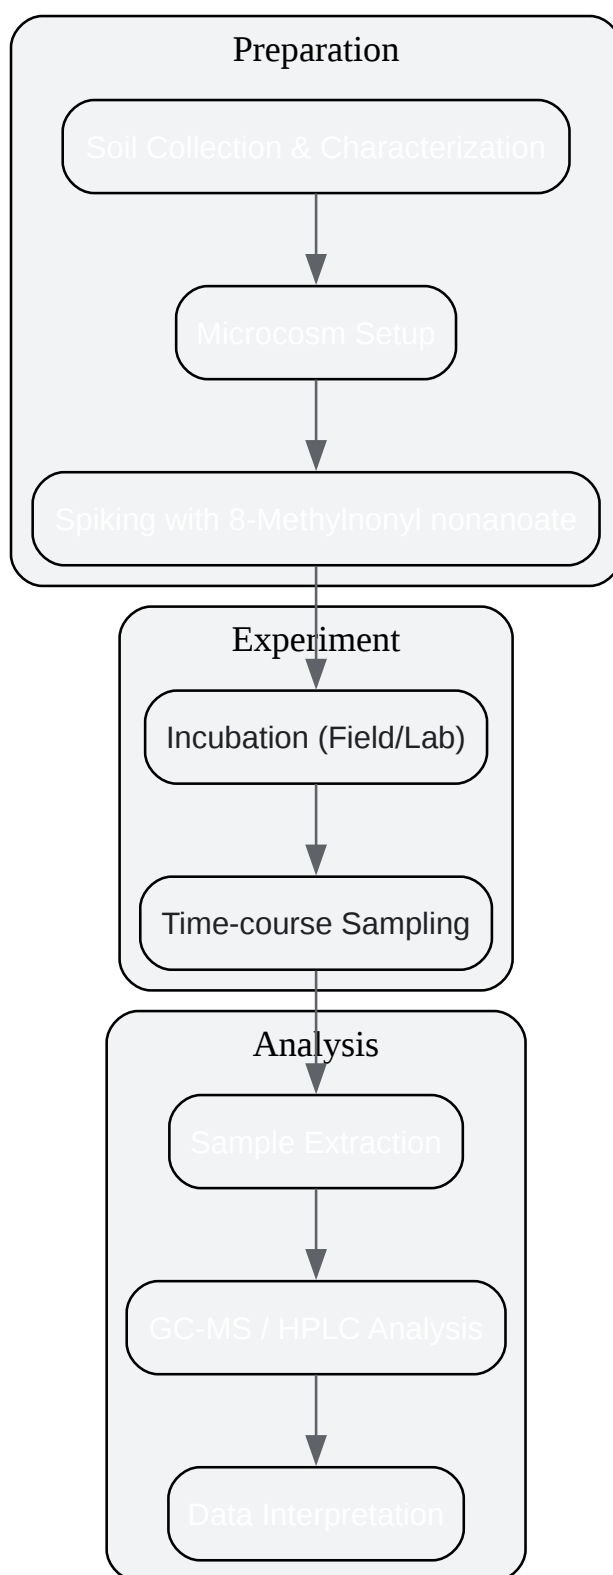 Preparation
Soil Collection & Characterization
Microcosm Setup
Spiking with 8-Methylnonyl nonanoate
Experiment
Incubation (Field/Lab)
Time-course Sampling
Analysis
Sample Extraction
GC-MS / HPLC Analysis
Data Interpretation